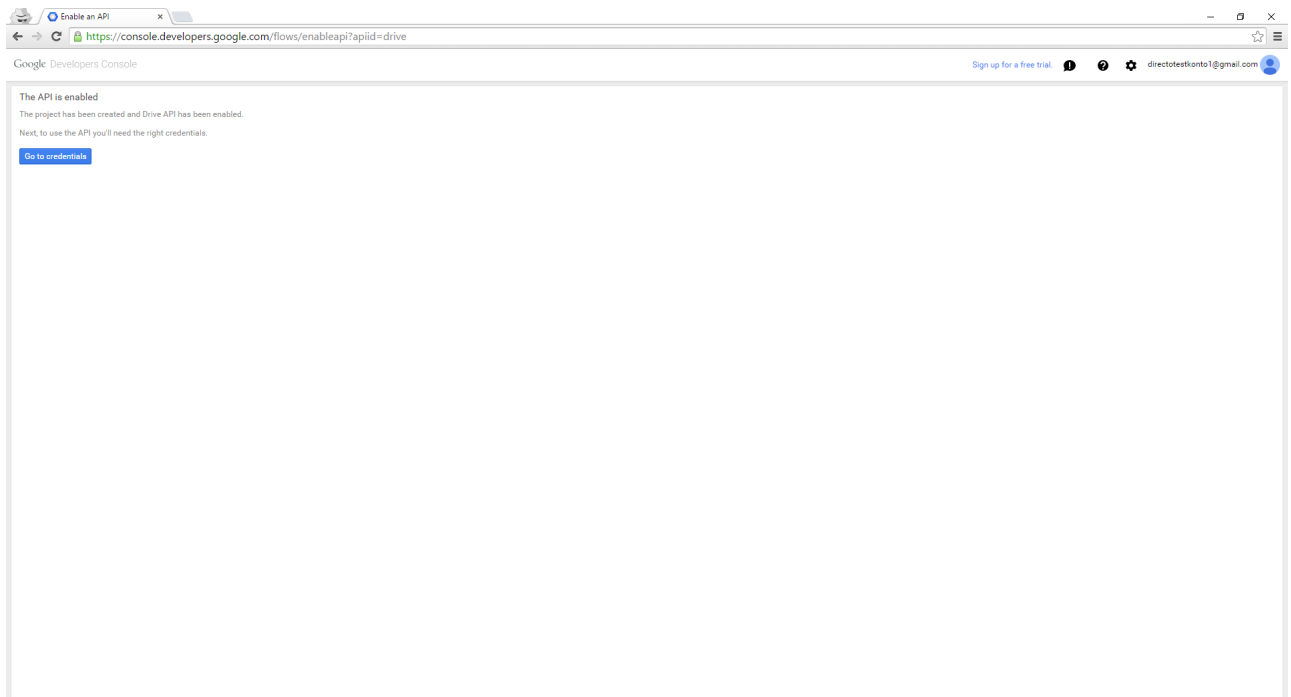 Enable an API
https://console.developers.google.com/flows/enableapi?apiid=drive
Google Developers Console
Sign up for a free trial.
directotestkonto1@gmail.com
The API is enabled
The project has been created and Drive API has been enabled.
Next, to use the API you'll need the right credentials.
Go to credentials